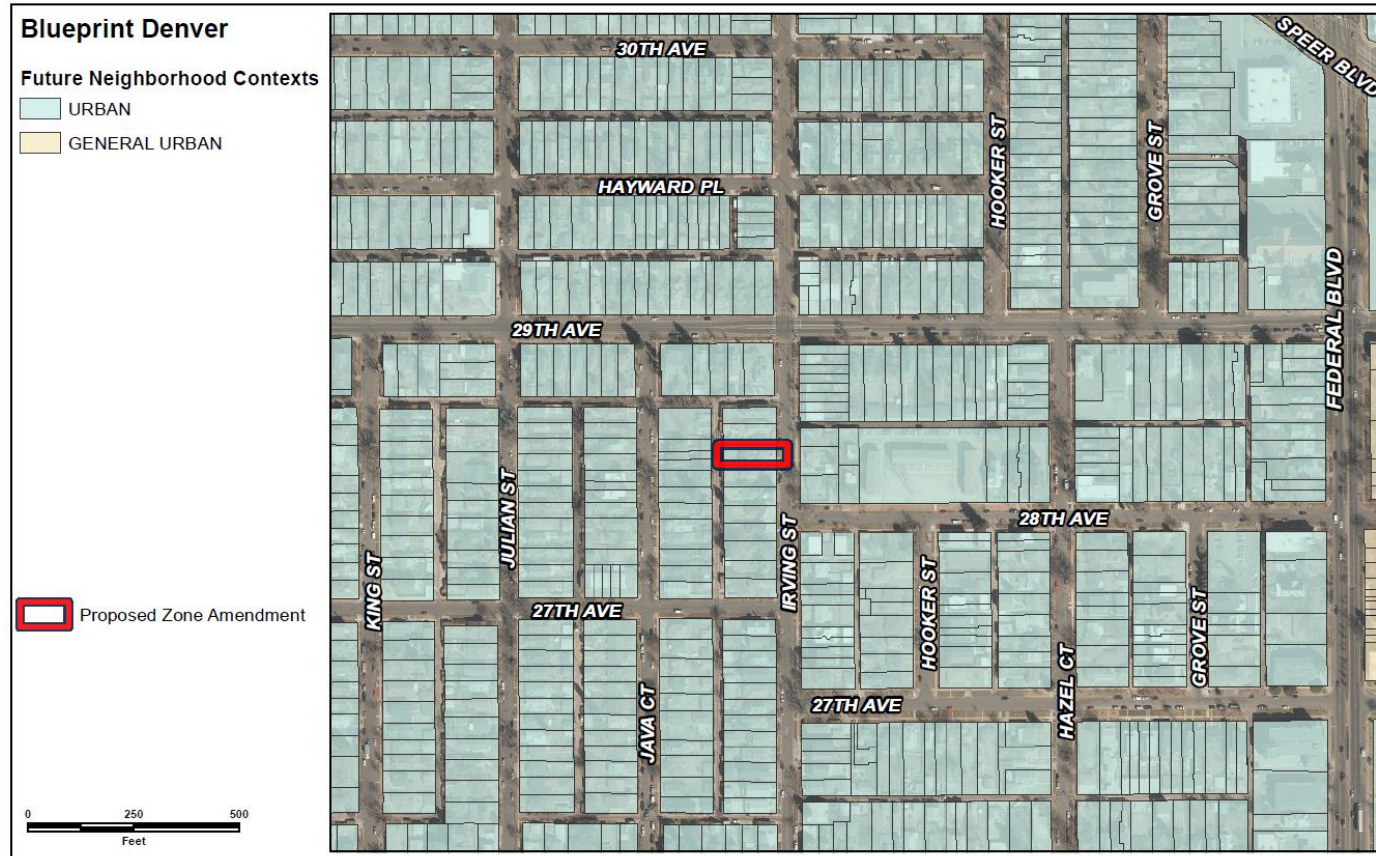 Blueprint Denver
Future Neighborhood Contexts
URBAN
GENERAL URBAN
Proposed Zone Amendment
0 250 500
Feet
30TH AVE
SPEER BLVD
HOOKER ST
GROVE ST
HAYWARD PL
FEDERAL BLVD
29TH AVE
JULIAN ST
KING ST
IRVING ST
28TH AVE
27TH AVE
HOOKER ST
GROVE ST
HAZEL CT
JAVA CT
27TH AVE